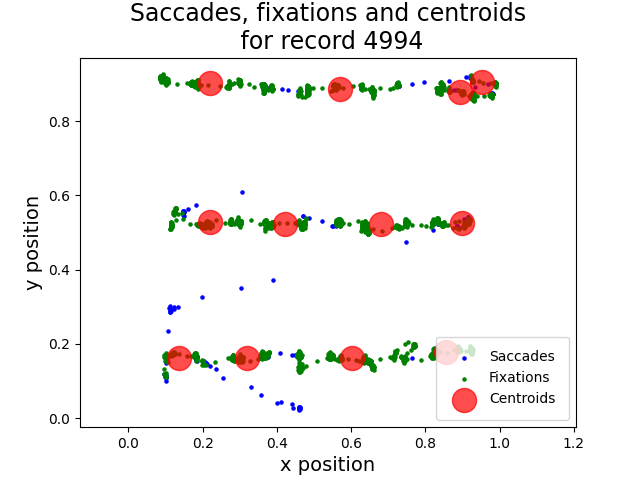 Saccades, fixations and centroids
for record 4994
y position
0.8
0.6
0.4
0.2
0.0
0.0 0.2 0.4 0.6 0.8 1.0 1.2
x position
Saccades
Fixations
Centroids